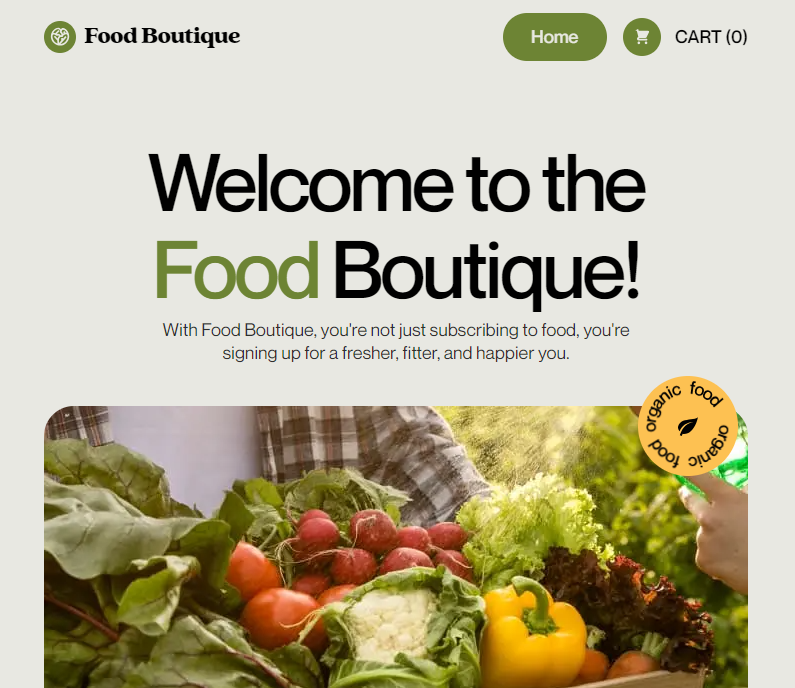 Food Boutique
Home
CART (0)
Welcome to the
Food Boutique!
With Food Boutique, you're not just subscribing to food, you're
signing up for a fresher, fitter, and happier you.
organic food organic food